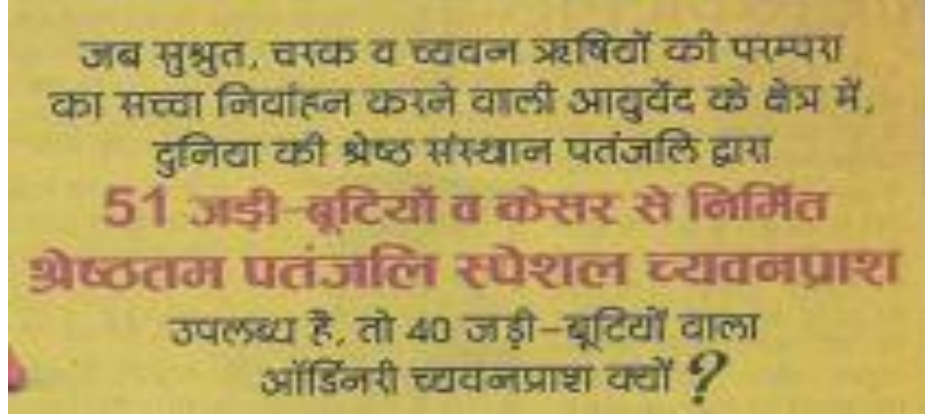 जब सुश्रुत, चरक व च्यवन ऋषियों की परम्परा
का सच्चा निर्वाहन करने वाली आयुर्वेद के क्षेत्र में,
दुनिया की श्रेष्ठ संस्थान पतंजलि द्वारा
51 जड़ी-बूटियों व केसर से निर्मित
श्रेष्ठतम पतंजलि स्पेशल च्यवनप्राश
उपलब्ध है, तो 40 जड़ी-बूटियों वाला
ऑर्डिनरी च्यवनप्राश क्यों ?